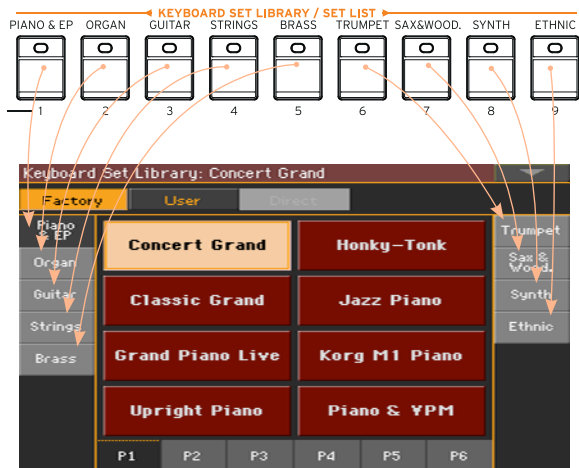 KEYBOARD SET LIBRARY / SET LIST
PIANO & EP ORGAN GUITAR STRINGS BRASS TRUMPET SAX&WOOD. SYNTH ETHNIC
1 2 3 4 5 6 7 8 9
Keyboard Set Library: Concert Grand
Factory User Direct
Piano & EP
Organ
Guitar
Strings
Brass
Concert Grand Honky-Tonk
Classic Grand Jazz Piano
Grand Piano Live Korg M1 Piano
Upright Piano Piano & ¥PM
Trumpet
Sax & Wood.
Synth
Ethnic
P1 P2 P3 P4 P5 P6